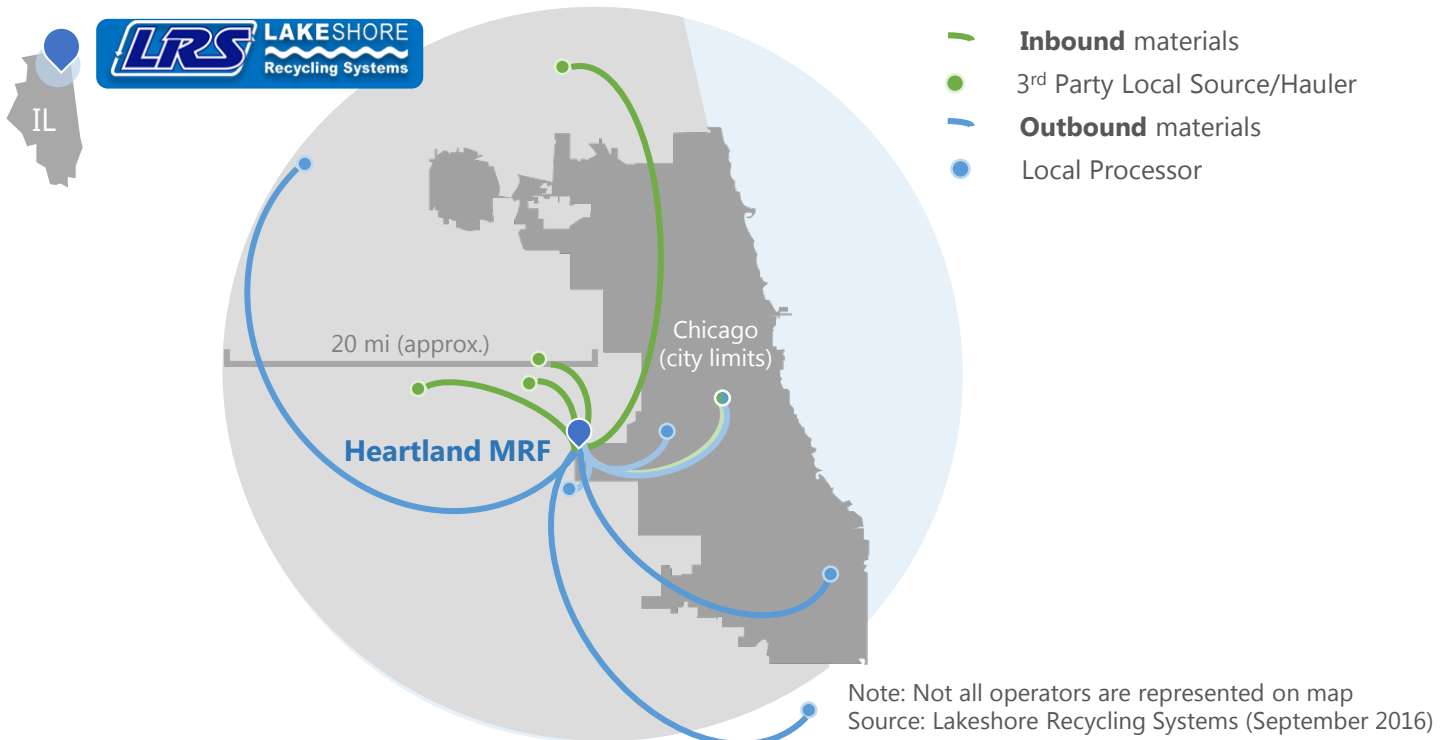 IL
LRS
LAKESHORE
Recycling Systems
Inbound materials
3rd Party Local Source/Hauler
Outbound materials
Local Processor
20 mi (approx.)
Chicago
(city limits)
Heartland MRF
Note: Not all operators are represented on map
Source: Lakeshore Recycling Systems (September 2016)